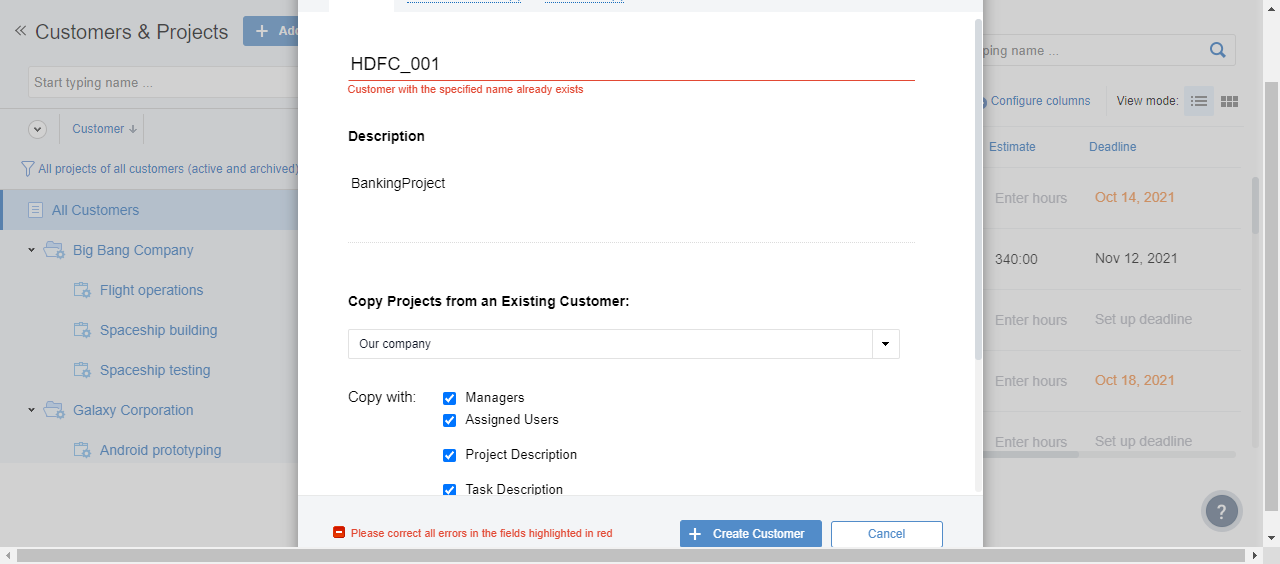 Customers & Projects
Start typing name ...
Customer
All projects of all customers (active and archived)
All Customers
Big Bang Company
Flight operations
Spaceship building
Spaceship testing
Galaxy Corporation
Android prototyping
HDFC_001
Customer with the specified name already exists
Description
BankingProject
Copy Projects from an Existing Customer:
Our company
Copy with:
Managers
Assigned Users
Project Description
Task Description
Please correct all errors in the fields highlighted in red
+ Create Customer
Cancel
name ...
Configure columns
View mode:
Estimate
Deadline
Enter hours
Oct 14, 2021
340:00
Nov 12, 2021
Enter hours
Set up deadline
Enter hours
Oct 18, 2021
Enter hours
Set up deadline
?